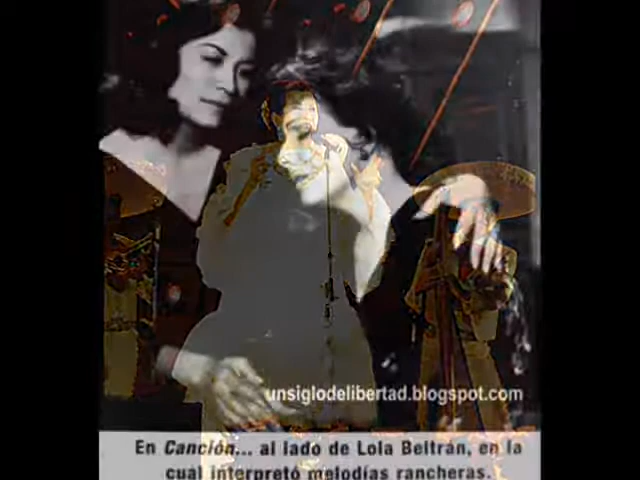 unsiglodelibertad.blogspot.com
En Canción... al lado de Lola Beltrán, en la
cual interpretó melodías rancheras.